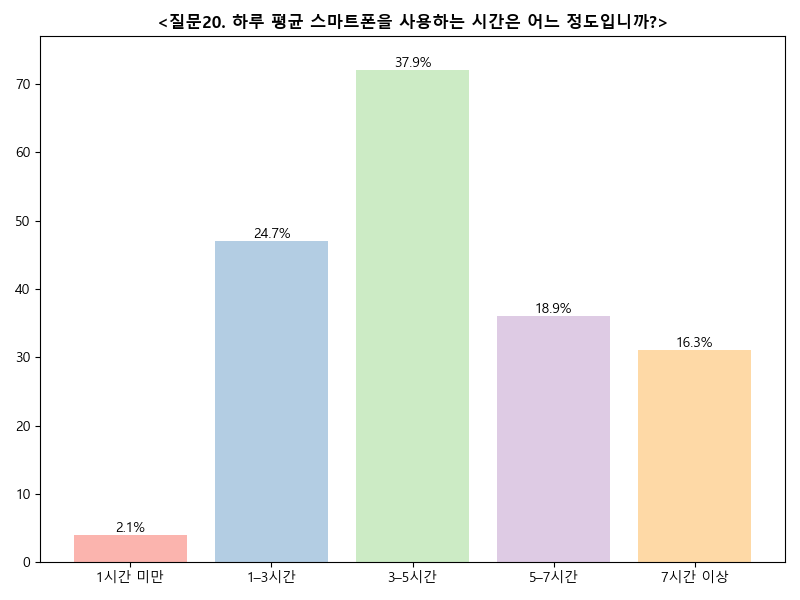 <질문20. 하루 평균 스마트폰을 사용하는 시간은 어느 정도입니까?>
70
60
50
40
30
20
10
0
2.1%
24.7%
37.9%
18.9%
16.3%
1시간 미만
1–3시간
3–5시간
5–7시간
7시간 이상